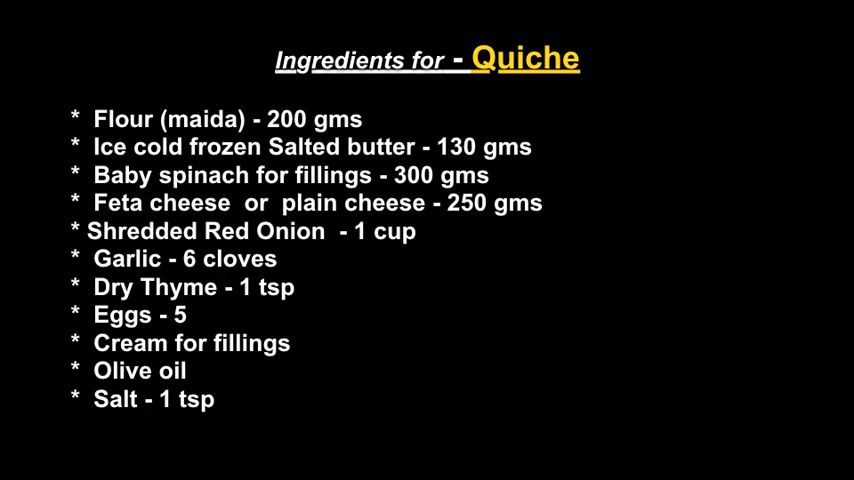 Ingredients for - Quiche
* Flour (maida) - 200 gms
* Ice cold frozen Salted butter - 130 gms
* Baby spinach for fillings - 300 gms
* Feta cheese or plain cheese - 250 gms
* Shredded Red Onion - 1 cup
* Garlic - 6 cloves
* Dry Thyme - 1 tsp
* Eggs - 5
* Cream for fillings
* Olive oil
* Salt - 1 tsp